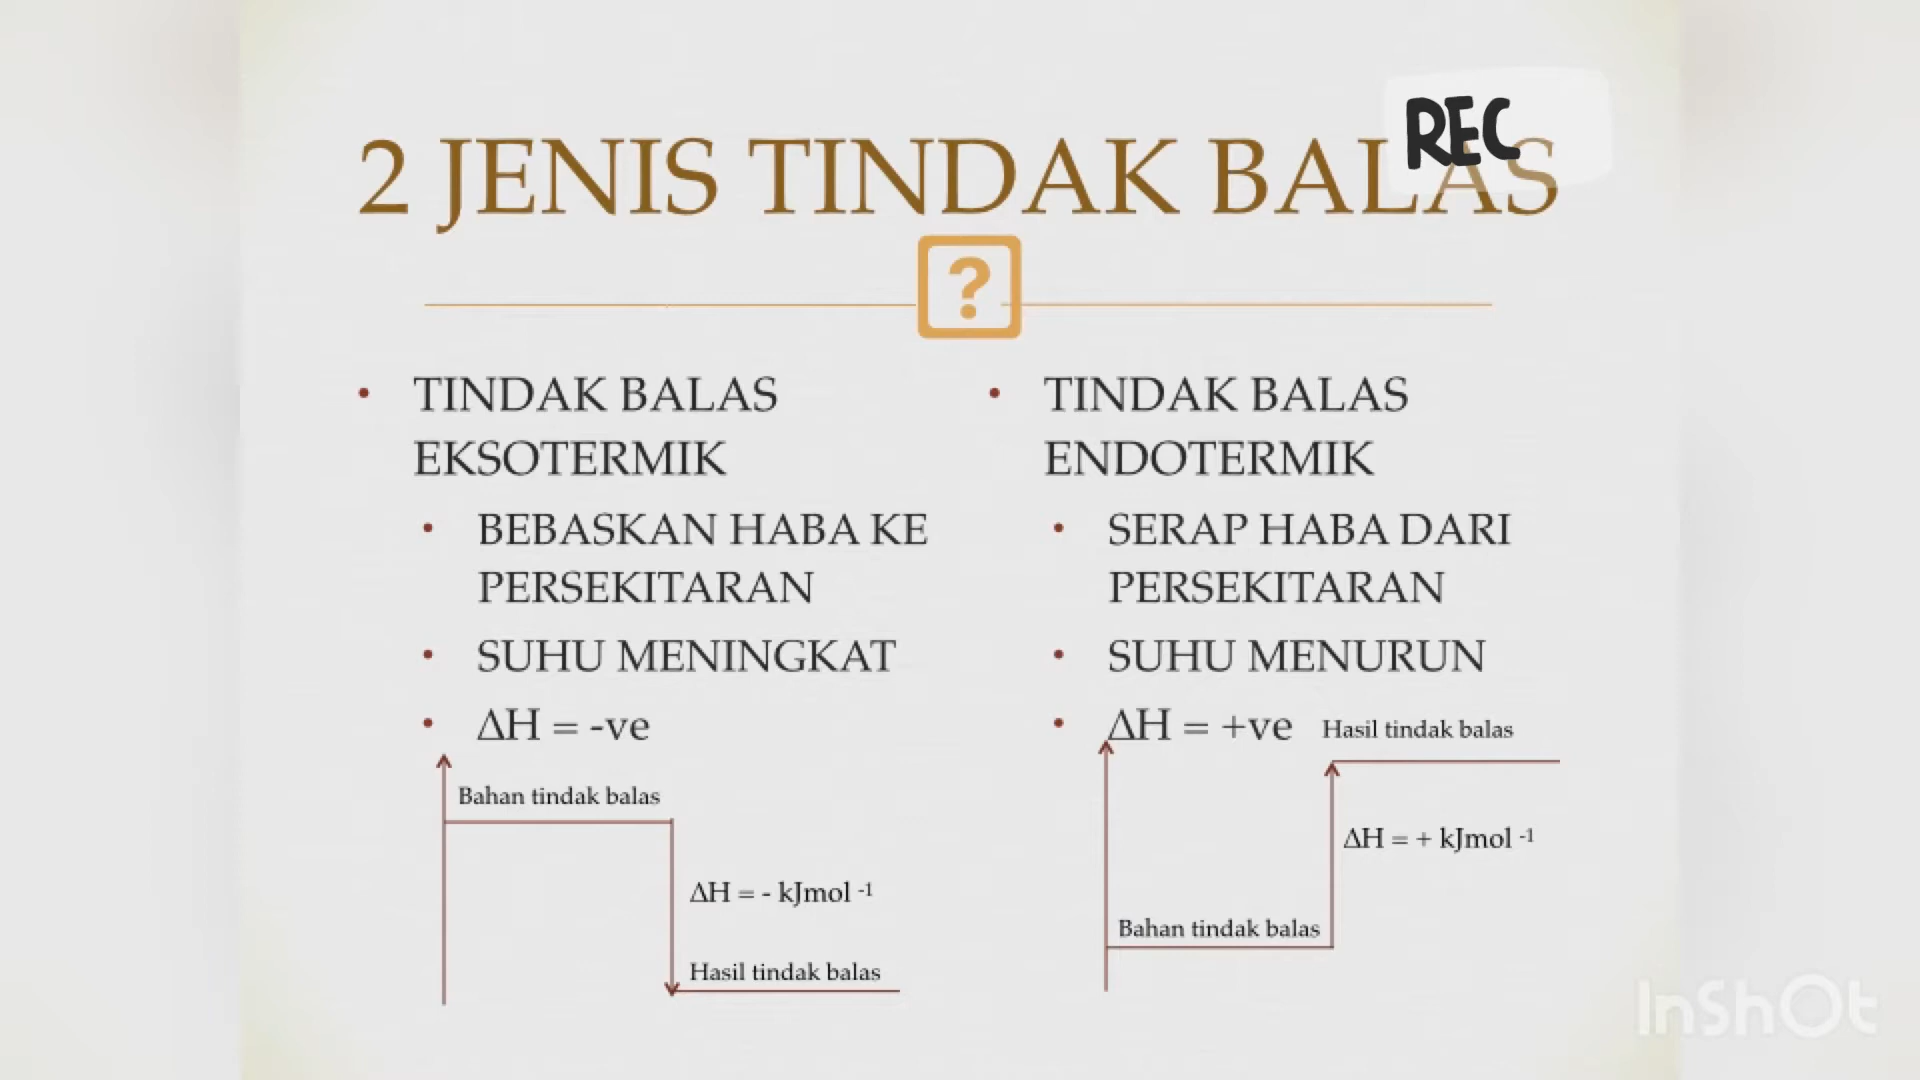 REC
2 JENIS TINDAK BALAS
?
• TINDAK BALAS
EKSOTERMIK
• BEBASKAN HABA KE
PERSEKITARAN
• SUHU MENINGKAT
• ΔH = -ve
Bahan tindak balas
ΔH = - kJmol -1
Hasil tindak balas
• TINDAK BALAS
ENDOTERMIK
• SERAP HABA DARI
PERSEKITARAN
• SUHU MENURUN
• ΔH = +ve
Hasil tindak balas
ΔH = + kJmol -1
Bahan tindak balas
InShOt